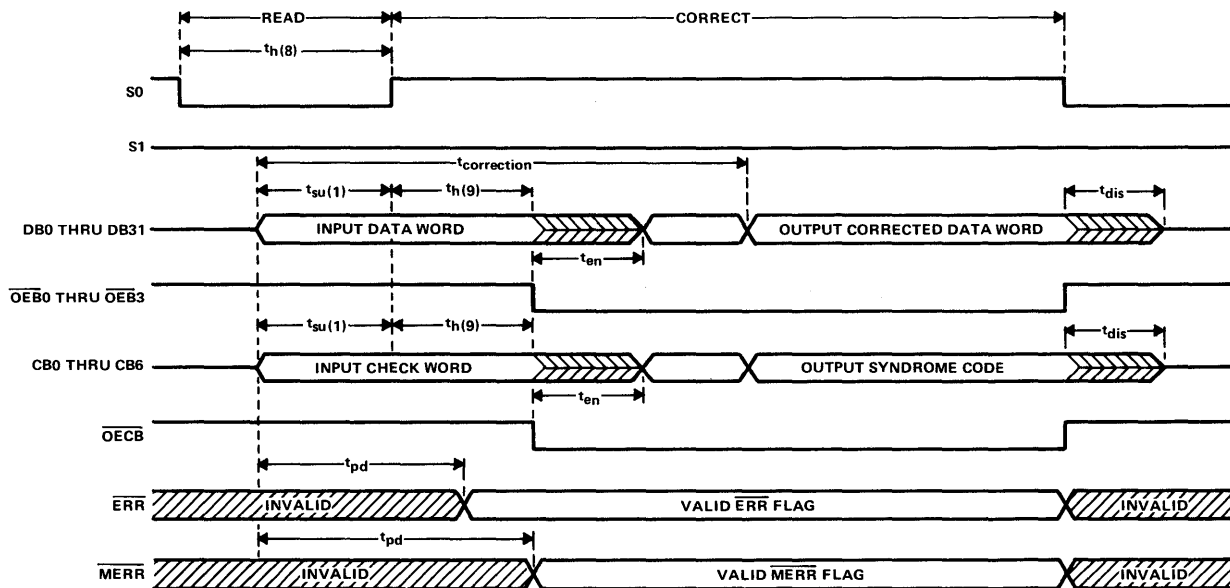 READ
CORRECT
th(8)
S0
S1
tcorrection
tsu(1)
th(9)
tdis
DB0 THRU DB31
INPUT DATA WORD
OUTPUT CORRECTED DATA WORD
ten
OEB0 THRU OEB3
tsu(1)
th(9)
tdis
CB0 THRU CB6
INPUT CHECK WORD
OUTPUT SYNDROME CODE
ten
OECB
tpd
ERR
INVALID
VALID ERR FLAG
INVALID
tpd
MERR
INVALID
VALID MERR FLAG
INVALID